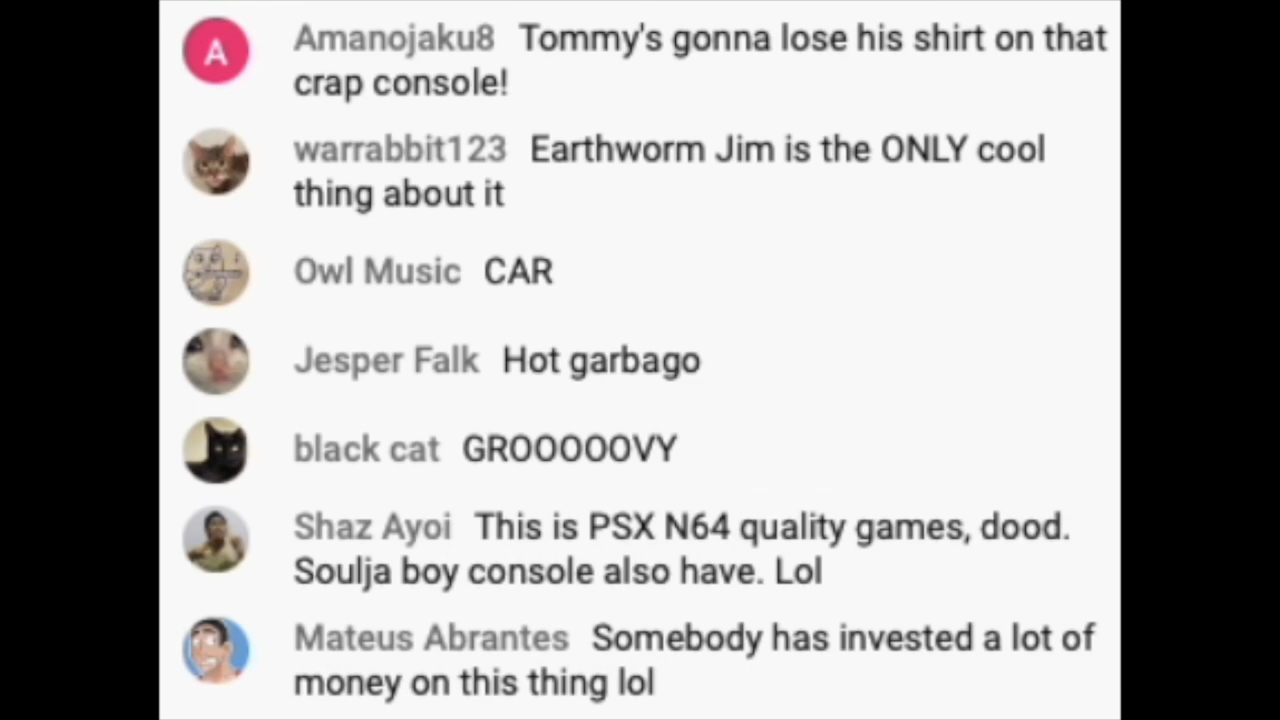 A
Amanojaku8 Tommy's gonna lose his shirt on that
crap console!
warrabbit123 Earthworm Jim is the ONLY cool
thing about it
Owl Music CAR
Jesper Falk Hot garbago
black cat GROOOOOVY
Shaz Ayoi This is PSX N64 quality games, dood.
Soulja boy console also have. Lol
Mateus Abrantes Somebody has invested a lot of
money on this thing lol